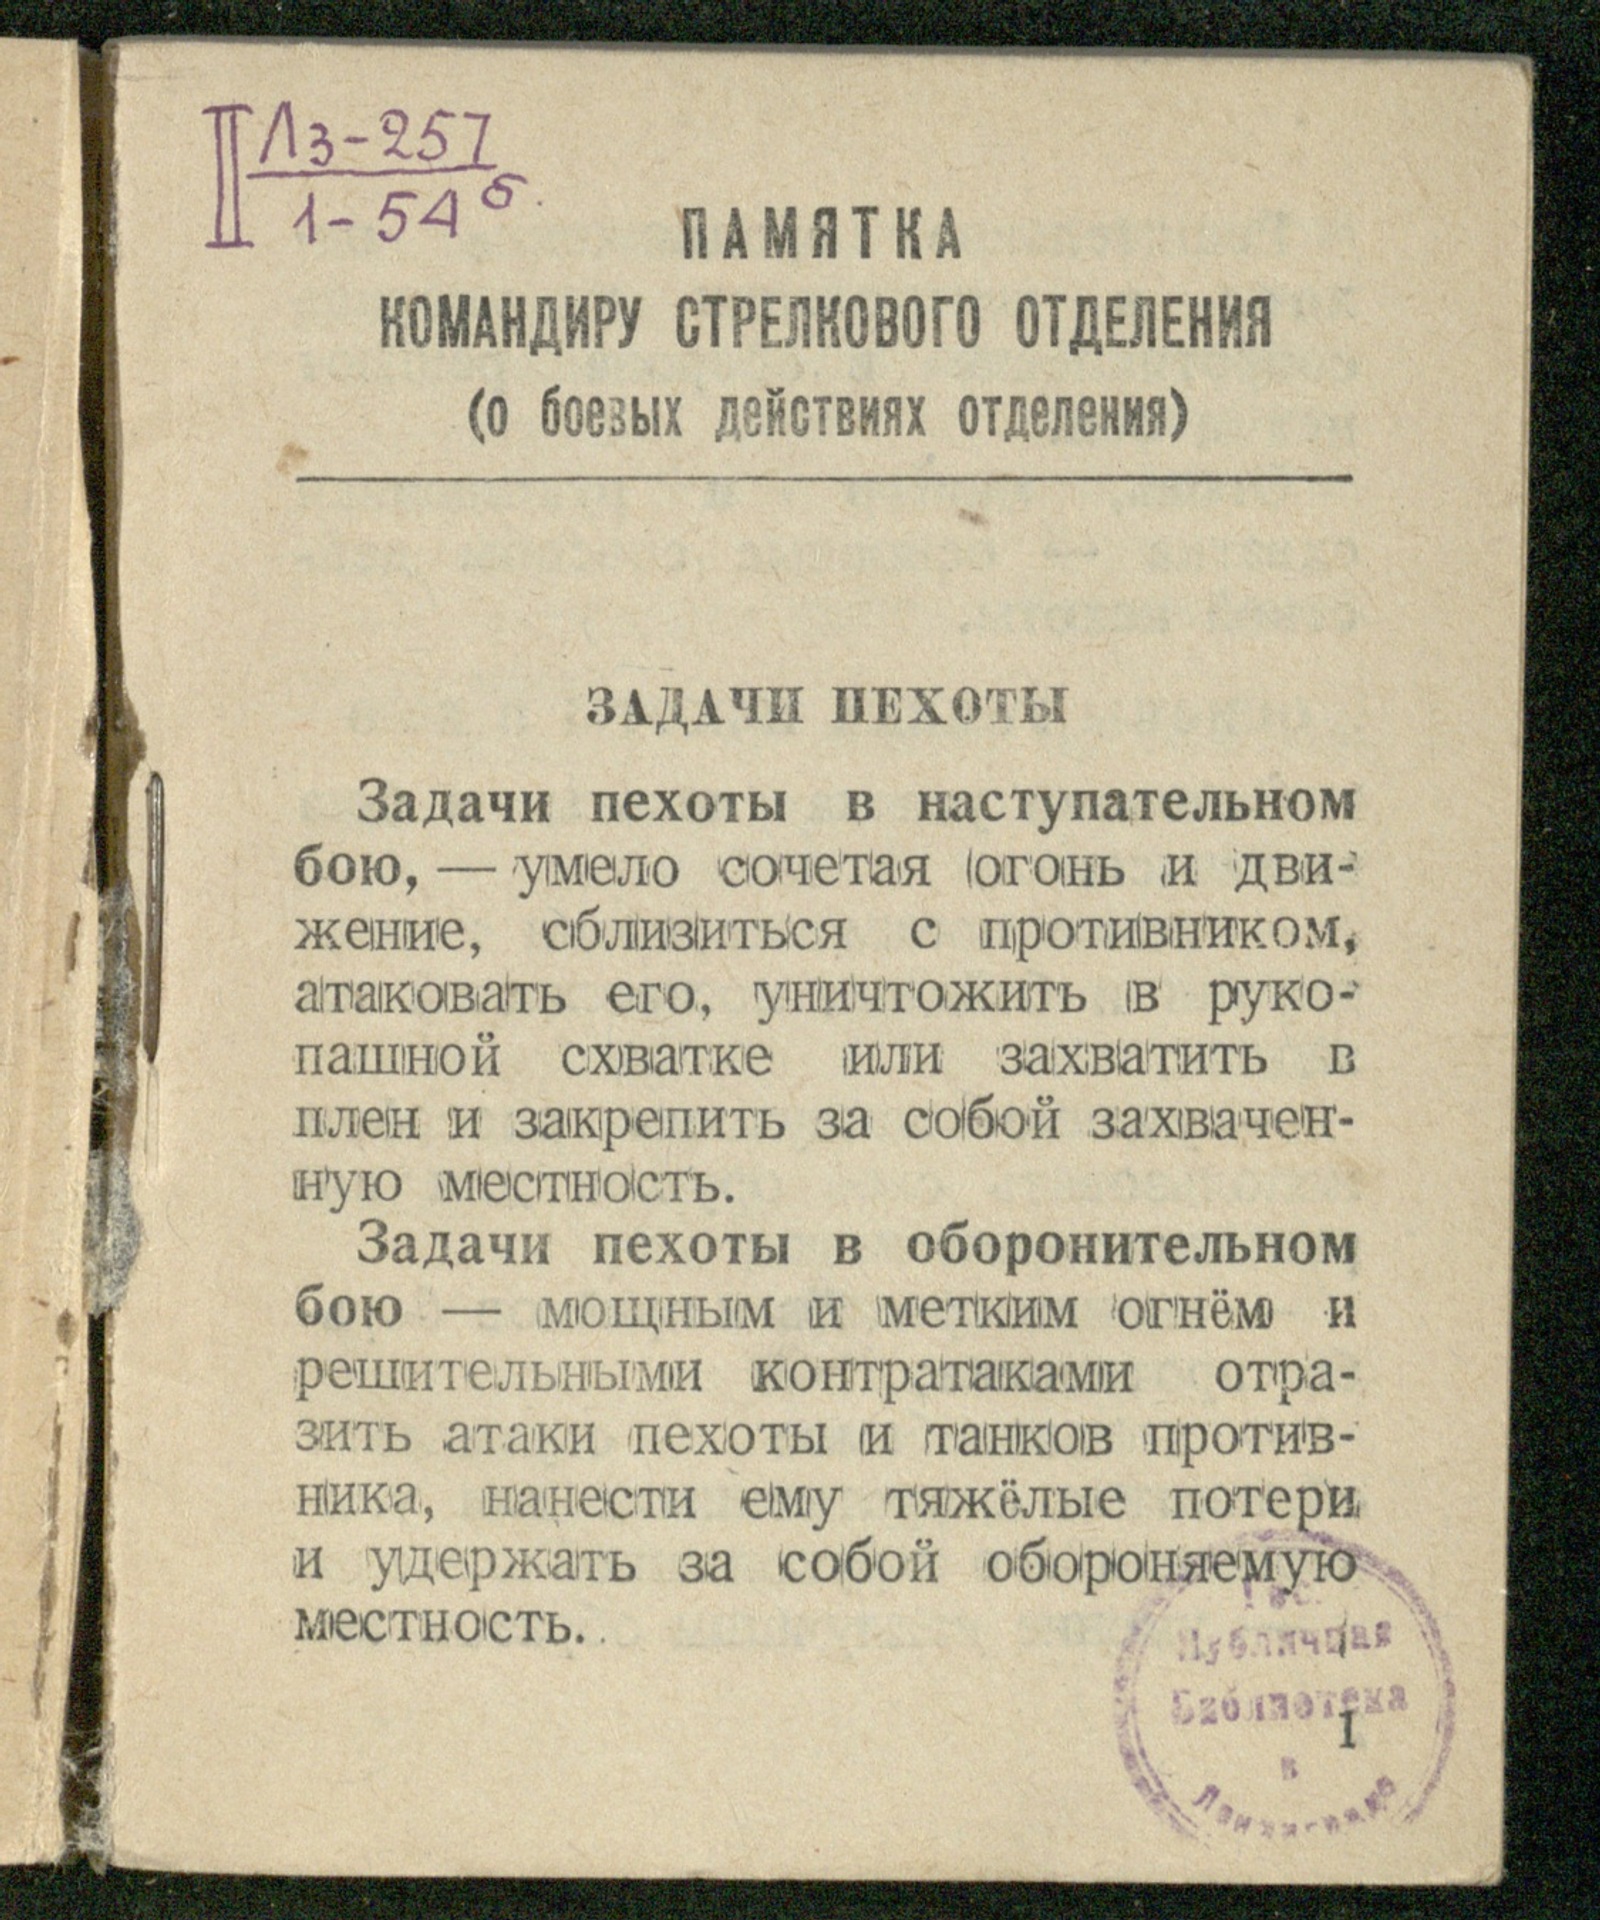 II Лз-257
1-54 б.
ПАМЯТКА
КОМАНДИРУ СТРЕЛКОВОГО ОТДЕЛЕНИЯ
(о боевых действиях отделения)
ЗАДАЧИ ПЕХОТЫ
Задачи пехоты в наступательном
бою, — умело сочетая огонь и дви-
жение, сблизиться с противником,
атаковать его, уничтожить в руко-
пашной схватке или захватить в
плен и закрепить за собой захвачен-
ную местность.
Задачи пехоты в оборонительном
бою — мощным и метким огнём и
решительными контратаками отра-
зить атаки пехоты и танков против-
ника, нанести ему тяжёлые потери
и удержать за собой обороняемую
местность.
Гос.
Публичная
Библиотека
в
Ленинграде
1